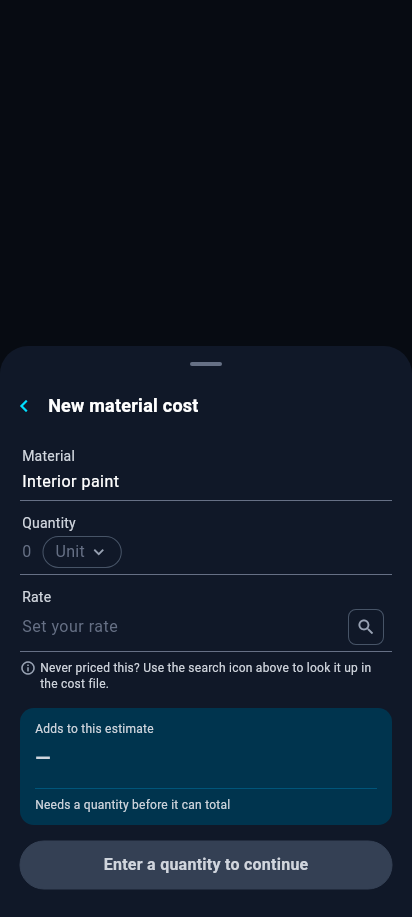 New material cost
Material
Interior paint
Quantity
0 Unit
Rate
Set your rate
Never priced this? Use the search icon above to look it up in
the cost file.
Adds to this estimate
—
Needs a quantity before it can total
Enter a quantity to continue